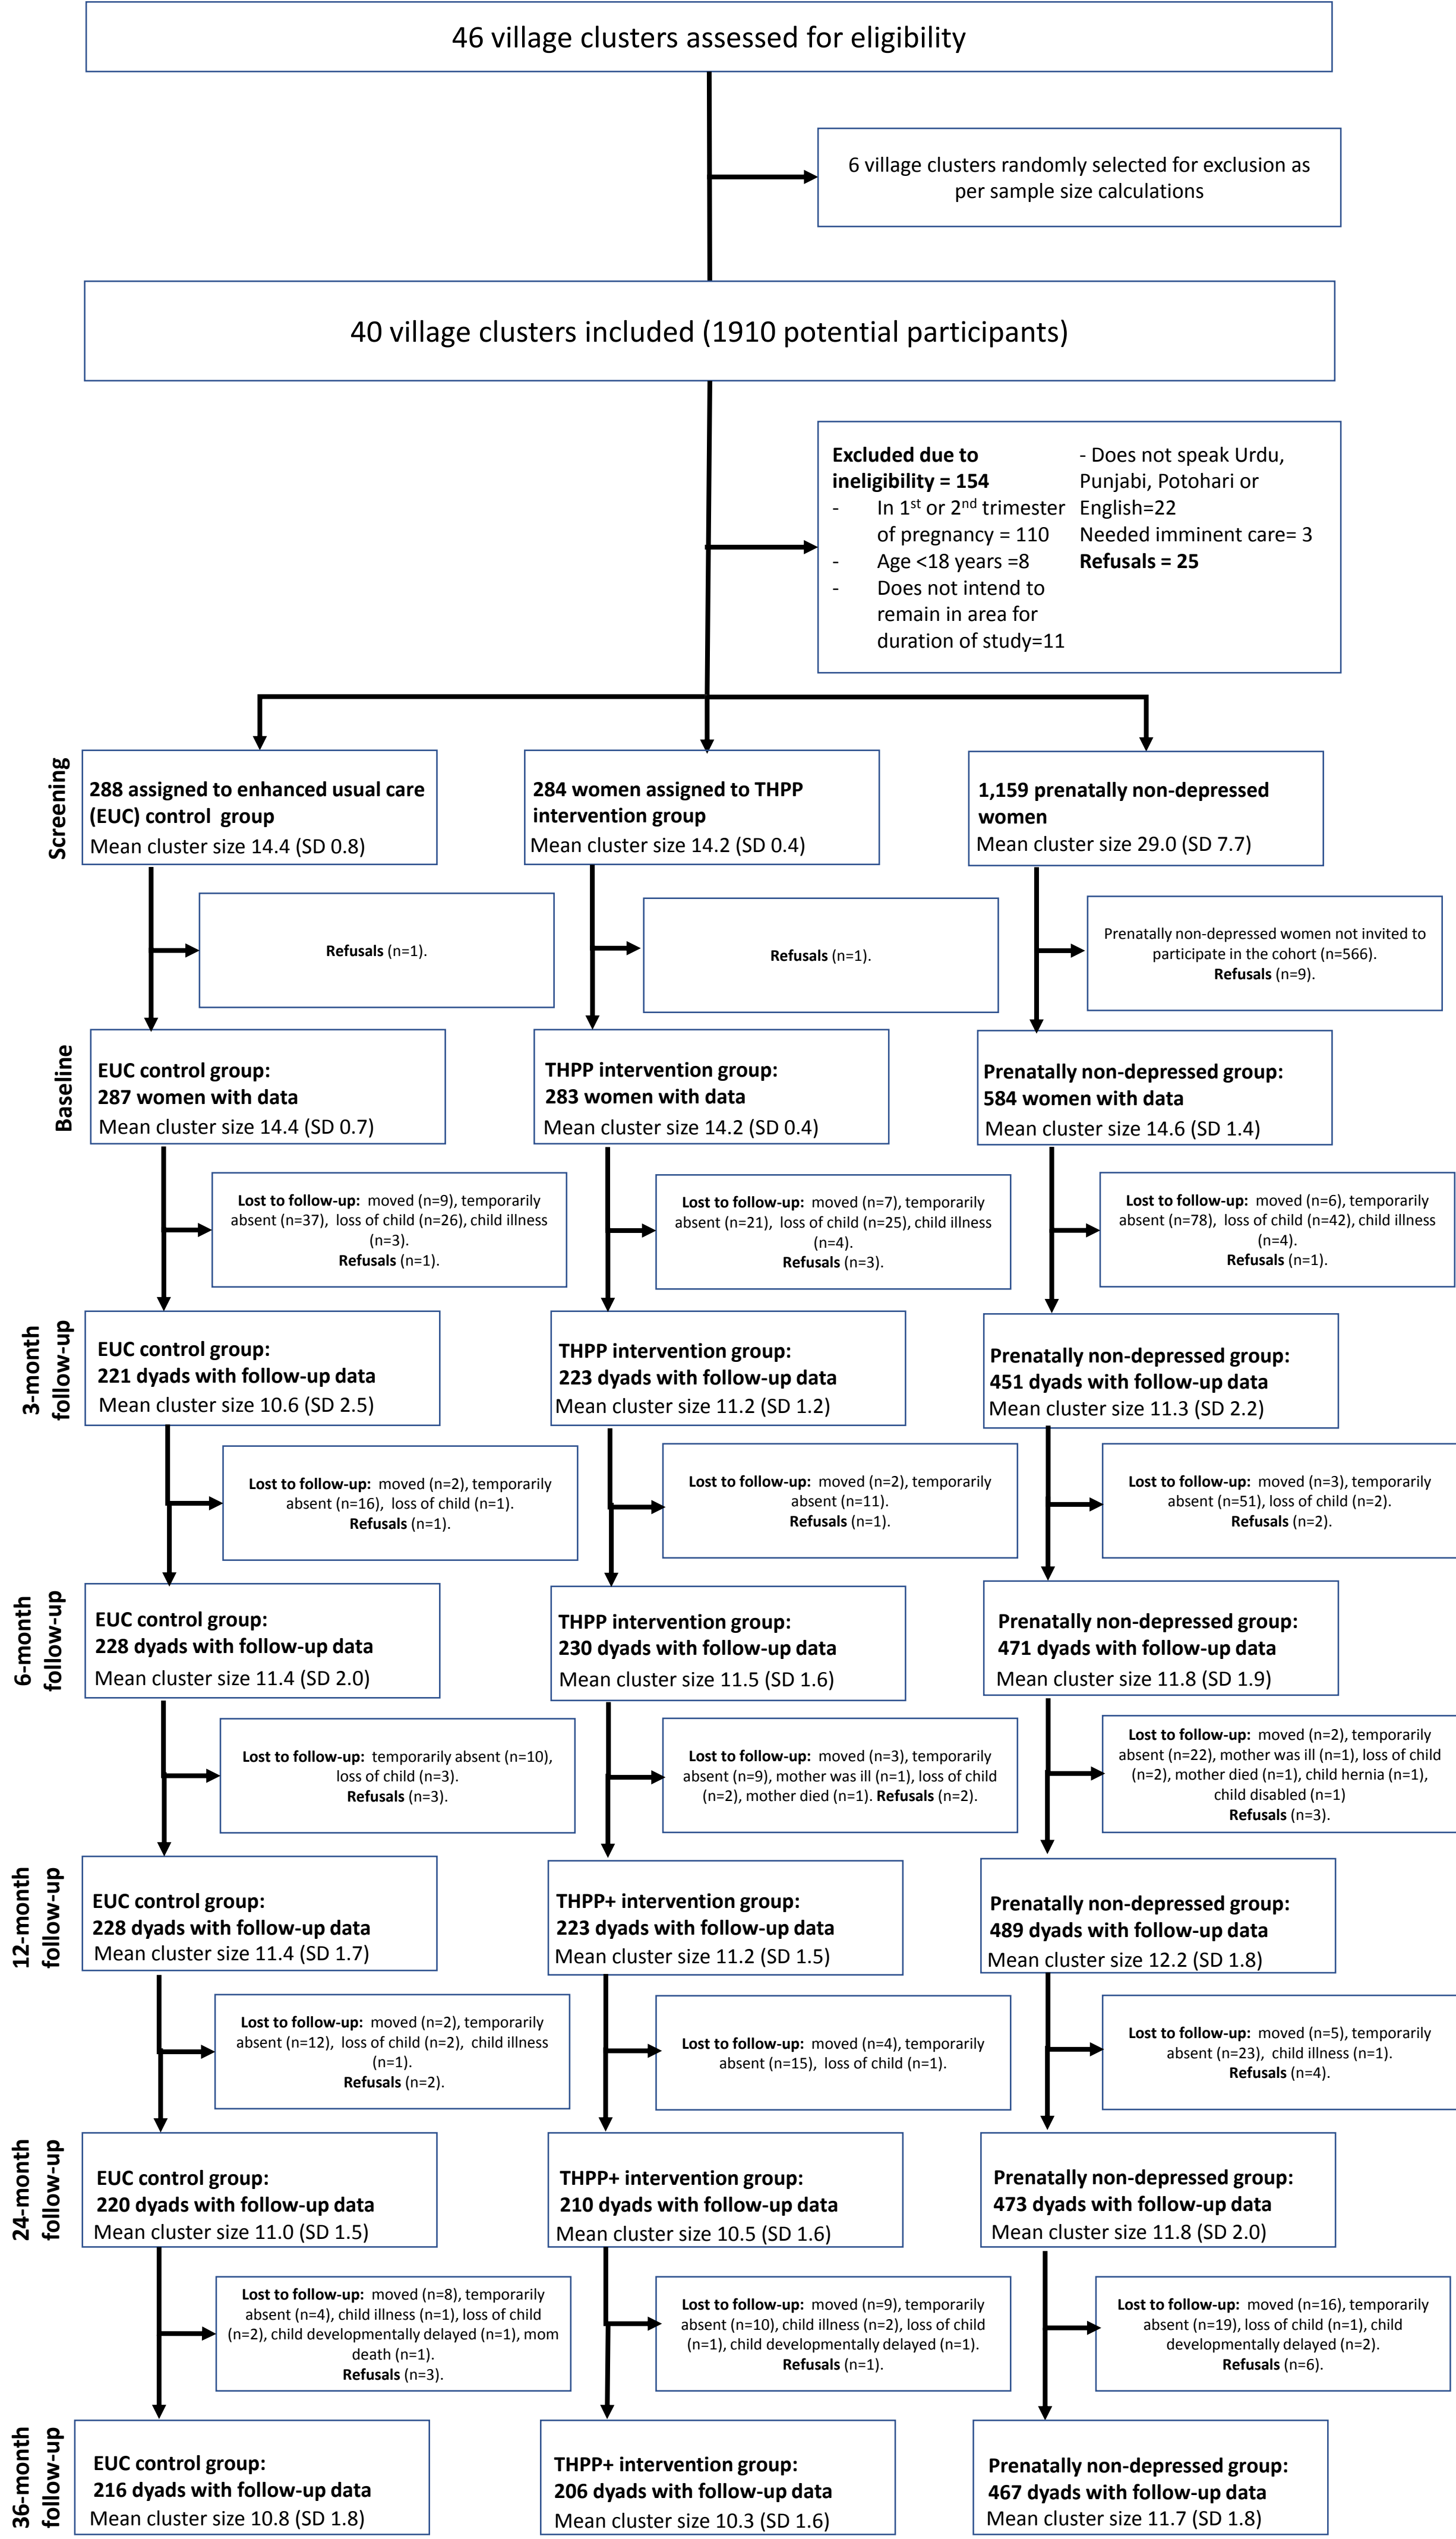 46 village clusters assessed for eligibility
6 village clusters randomly selected for exclusion as
per sample size calculations
40 village clusters included (1910 potential participants)
Excluded due to
ineligibility = 154
- In 1st or 2nd trimester
of pregnancy = 110
- Age <18 years =8
- Does not intend to
remain in area for
duration of study=11
- Does not speak Urdu,
Punjabi, Potohari or
English=22
Needed imminent care= 3
Refusals = 25
Screening
288 assigned to enhanced usual care
(EUC) control group
Mean cluster size 14.4 (SD 0.8)
284 women assigned to THPP
intervention group
Mean cluster size 14.2 (SD 0.4)
1,159 prenatally non-depressed
women
Mean cluster size 29.0 (SD 7.7)
Refusals (n=1).
Refusals (n=1).
Prenatally non-depressed women not invited to
participate in the cohort (n=566).
Refusals (n=9).
Baseline
EUC control group:
287 women with data
Mean cluster size 14.4 (SD 0.7)
THPP intervention group:
283 women with data
Mean cluster size 14.2 (SD 0.4)
Prenatally non-depressed group:
584 women with data
Mean cluster size 14.6 (SD 1.4)
Lost to follow-up: moved (n=9), temporarily
absent (n=37), loss of child (n=26), child illness
(n=3).
Refusals (n=1).
Lost to follow-up: moved (n=7), temporarily
absent (n=21), loss of child (n=25), child illness
(n=4).
Refusals (n=3).
Lost to follow-up: moved (n=6), temporarily
absent (n=78), loss of child (n=42), child illness
(n=4).
Refusals (n=1).
3-month
follow-up
EUC control group:
221 dyads with follow-up data
Mean cluster size 10.6 (SD 2.5)
THPP intervention group:
223 dyads with follow-up data
Mean cluster size 11.2 (SD 1.2)
Prenatally non-depressed group:
451 dyads with follow-up data
Mean cluster size 11.3 (SD 2.2)
Lost to follow-up: moved (n=2), temporarily
absent (n=16), loss of child (n=1).
Refusals (n=1).
Lost to follow-up: moved (n=2), temporarily
absent (n=11).
Refusals (n=1).
Lost to follow-up: moved (n=3), temporarily
absent (n=51), loss of child (n=2).
Refusals (n=2).
6-month
follow-up
EUC control group:
228 dyads with follow-up data
Mean cluster size 11.4 (SD 2.0)
THPP intervention group:
230 dyads with follow-up data
Mean cluster size 11.5 (SD 1.6)
Prenatally non-depressed group:
471 dyads with follow-up data
Mean cluster size 11.8 (SD 1.9)
Lost to follow-up: temporarily absent (n=10),
loss of child (n=3).
Refusals (n=3).
Lost to follow-up: moved (n=3), temporarily
absent (n=9), mother was ill (n=1), loss of child
(n=2), mother died (n=1). Refusals (n=2).
Lost to follow-up: moved (n=2), temporarily
absent (n=22), mother was ill (n=1), loss of child
(n=2), mother died (n=1), child hernia (n=1),
child disabled (n=1)
Refusals (n=3).
12-month
follow-up
EUC control group:
228 dyads with follow-up data
Mean cluster size 11.4 (SD 1.7)
THPP+ intervention group:
223 dyads with follow-up data
Mean cluster size 11.2 (SD 1.5)
Prenatally non-depressed group:
489 dyads with follow-up data
Mean cluster size 12.2 (SD 1.8)
Lost to follow-up: moved (n=2), temporarily
absent (n=12), loss of child (n=2), child illness
(n=1).
Refusals (n=2).
Lost to follow-up: moved (n=4), temporarily
absent (n=15), loss of child (n=1).
Lost to follow-up: moved (n=5), temporarily
absent (n=23), child illness (n=1).
Refusals (n=4).
24-month
follow-up
EUC control group:
220 dyads with follow-up data
Mean cluster size 11.0 (SD 1.5)
THPP+ intervention group:
210 dyads with follow-up data
Mean cluster size 10.5 (SD 1.6)
Prenatally non-depressed group:
473 dyads with follow-up data
Mean cluster size 11.8 (SD 2.0)
Lost to follow-up: moved (n=8), temporarily
absent (n=4), child illness (n=1), loss of child
(n=2), child developmentally delayed (n=1), mom
death (n=1).
Refusals (n=3).
Lost to follow-up: moved (n=9), temporarily
absent (n=10), child illness (n=2), loss of child
(n=1), child developmentally delayed (n=1).
Refusals (n=1).
Lost to follow-up: moved (n=16), temporarily
absent (n=19), loss of child (n=1), child
developmentally delayed (n=2).
Refusals (n=6).
36-month
follow-up
EUC control group:
216 dyads with follow-up data
Mean cluster size 10.8 (SD 1.8)
THPP+ intervention group:
206 dyads with follow-up data
Mean cluster size 10.3 (SD 1.6)
Prenatally non-depressed group:
467 dyads with follow-up data
Mean cluster size 11.7 (SD 1.8)